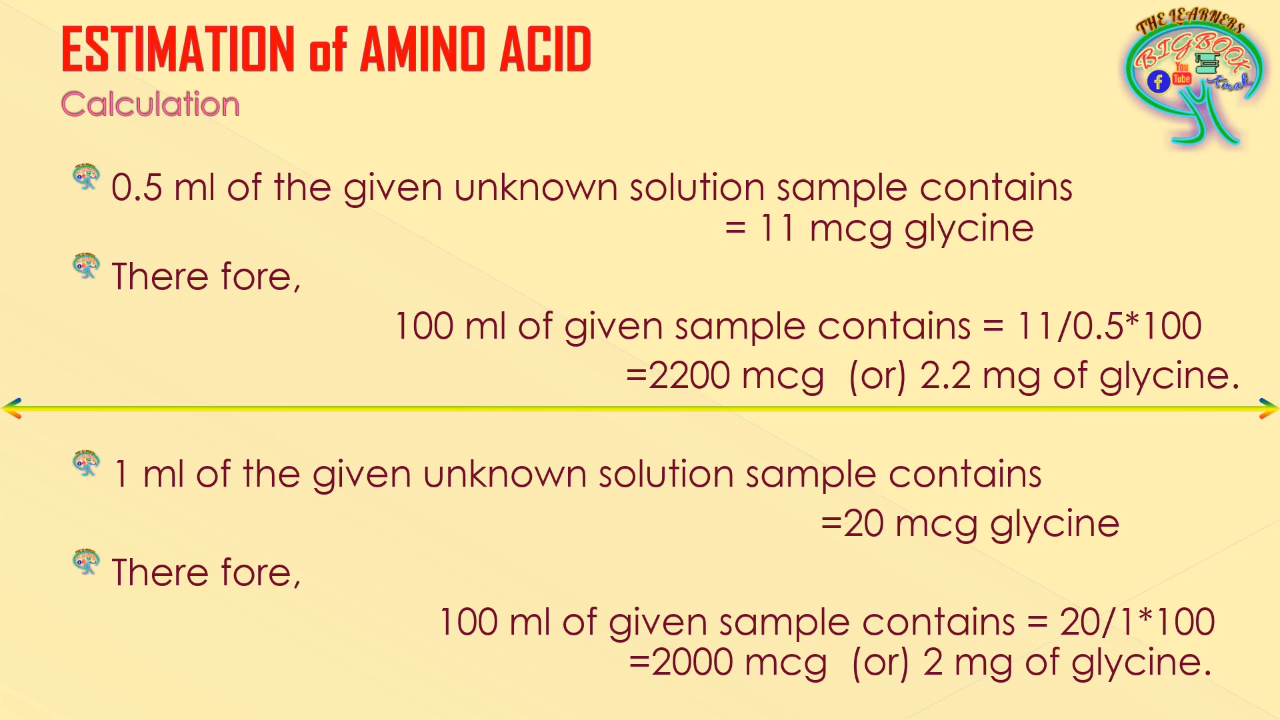 ESTIMATION of AMINO ACID
Calculation
THE LEARNERS
BIGBOOK
You
Tube
f
0.5 ml of the given unknown solution sample contains
= 11 mcg glycine
There fore,
100 ml of given sample contains = 11/0.5*100
=2200 mcg  (or) 2.2 mg of glycine.
1 ml of the given unknown solution sample contains
=20 mcg glycine
There fore,
100 ml of given sample contains = 20/1*100
=2000 mcg  (or) 2 mg of glycine.